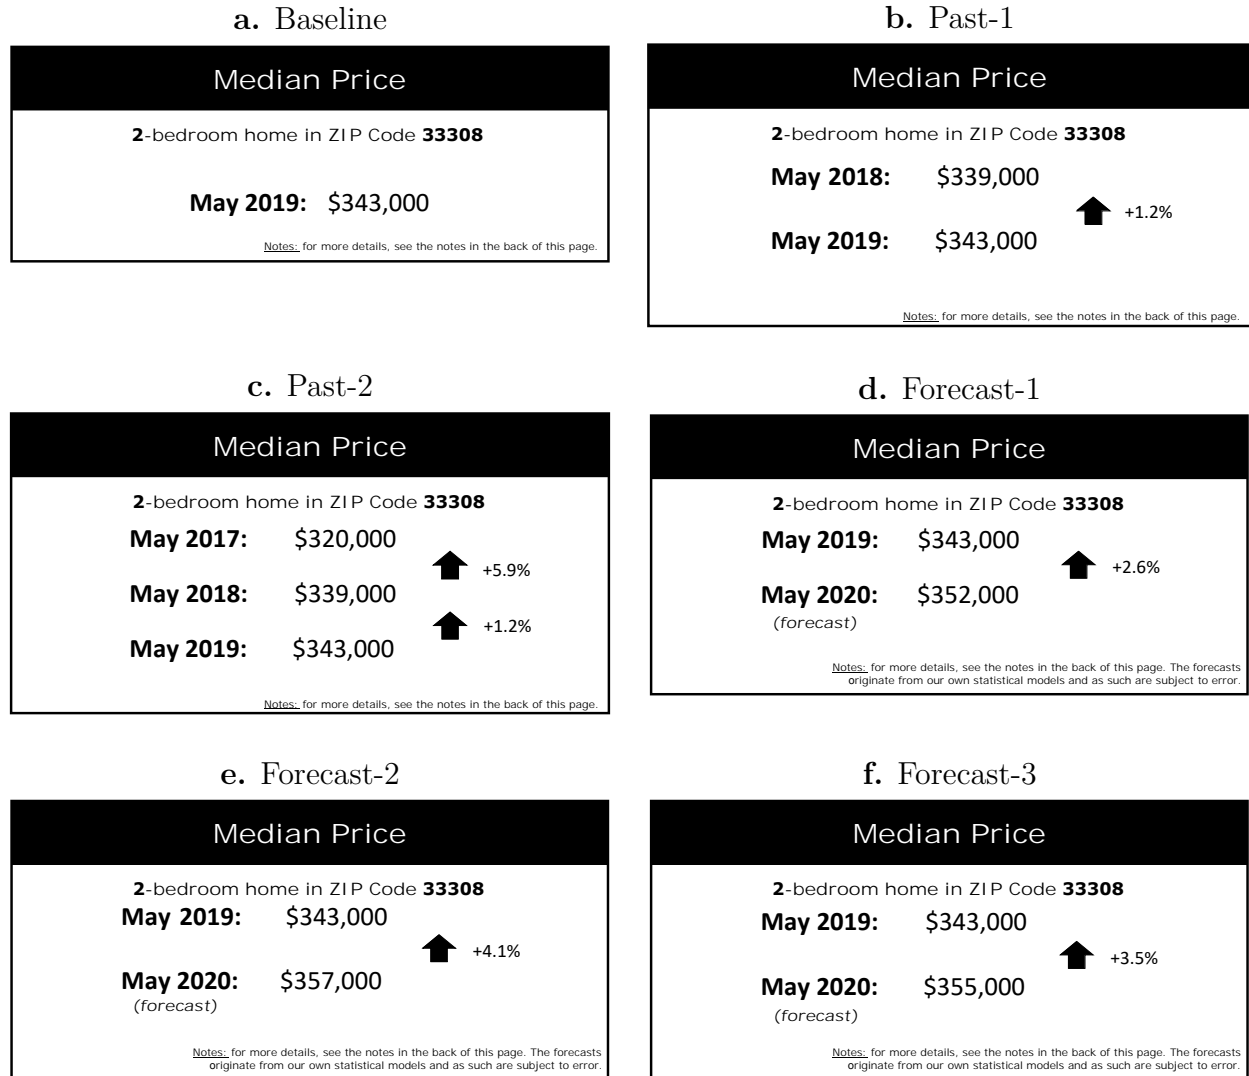 a. Baseline
Median Price
2-bedroom home in ZIP Code 33308
May 2019: $343,000
Notes: for more details, see the notes in the back of this page.
b. Past-1
Median Price
2-bedroom home in ZIP Code 33308
May 2018: $339,000
+1.2%
May 2019: $343,000
Notes: for more details, see the notes in the back of this page.
c. Past-2
Median Price
2-bedroom home in ZIP Code 33308
May 2017: $320,000
+5.9%
May 2018: $339,000
+1.2%
May 2019: $343,000
Notes: for more details, see the notes in the back of this page.
d. Forecast-1
Median Price
2-bedroom home in ZIP Code 33308
May 2019: $343,000
+2.6%
May 2020: $352,000
(forecast)
Notes: for more details, see the notes in the back of this page. The forecasts
originate from our own statistical models and as such are subject to error.
e. Forecast-2
Median Price
2-bedroom home in ZIP Code 33308
May 2019: $343,000
+4.1%
May 2020: $357,000
(forecast)
Notes: for more details, see the notes in the back of this page. The forecasts
originate from our own statistical models and as such are subject to error.
f. Forecast-3
Median Price
2-bedroom home in ZIP Code 33308
May 2019: $343,000
+3.5%
May 2020: $355,000
(forecast)
Notes: for more details, see the notes in the back of this page. The forecasts
originate from our own statistical models and as such are subject to error.